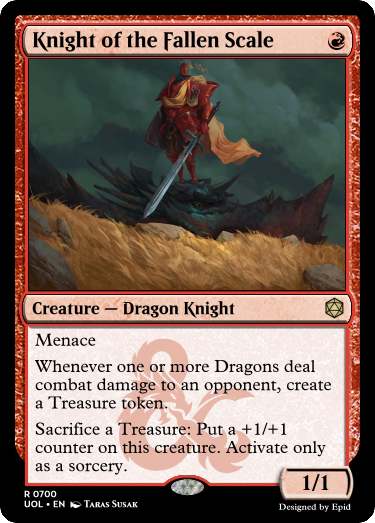 Knight of the Fallen Scale
Creature — Dragon Knight
Menace
Whenever one or more Dragons deal
combat damage to an opponent, create
a Treasure token.
Sacrifice a Treasure: Put a +1/+1
counter on this creature. Activate only
as a sorcery.
1/1
R 0700
UOL • EN Taras Susak
Designed by Epid